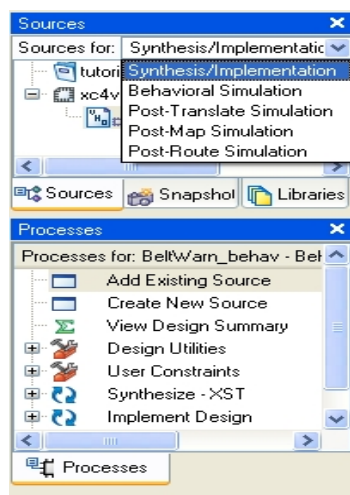 Sources
Sources for: Synthesis/Implementatic
tutori Synthesis/Implementation
xc4v Behavioral Simulation
Post-Translate Simulation
Post-Map Simulation
Post-Route Simulation
Sources Snapshot Libraries
Processes
Processes for: BeltWarn_behav - Beh
Add Existing Source
Create New Source
View Design Summary
Design Utilities
User Constraints
Synthesize - XST
Implement Design
Processes